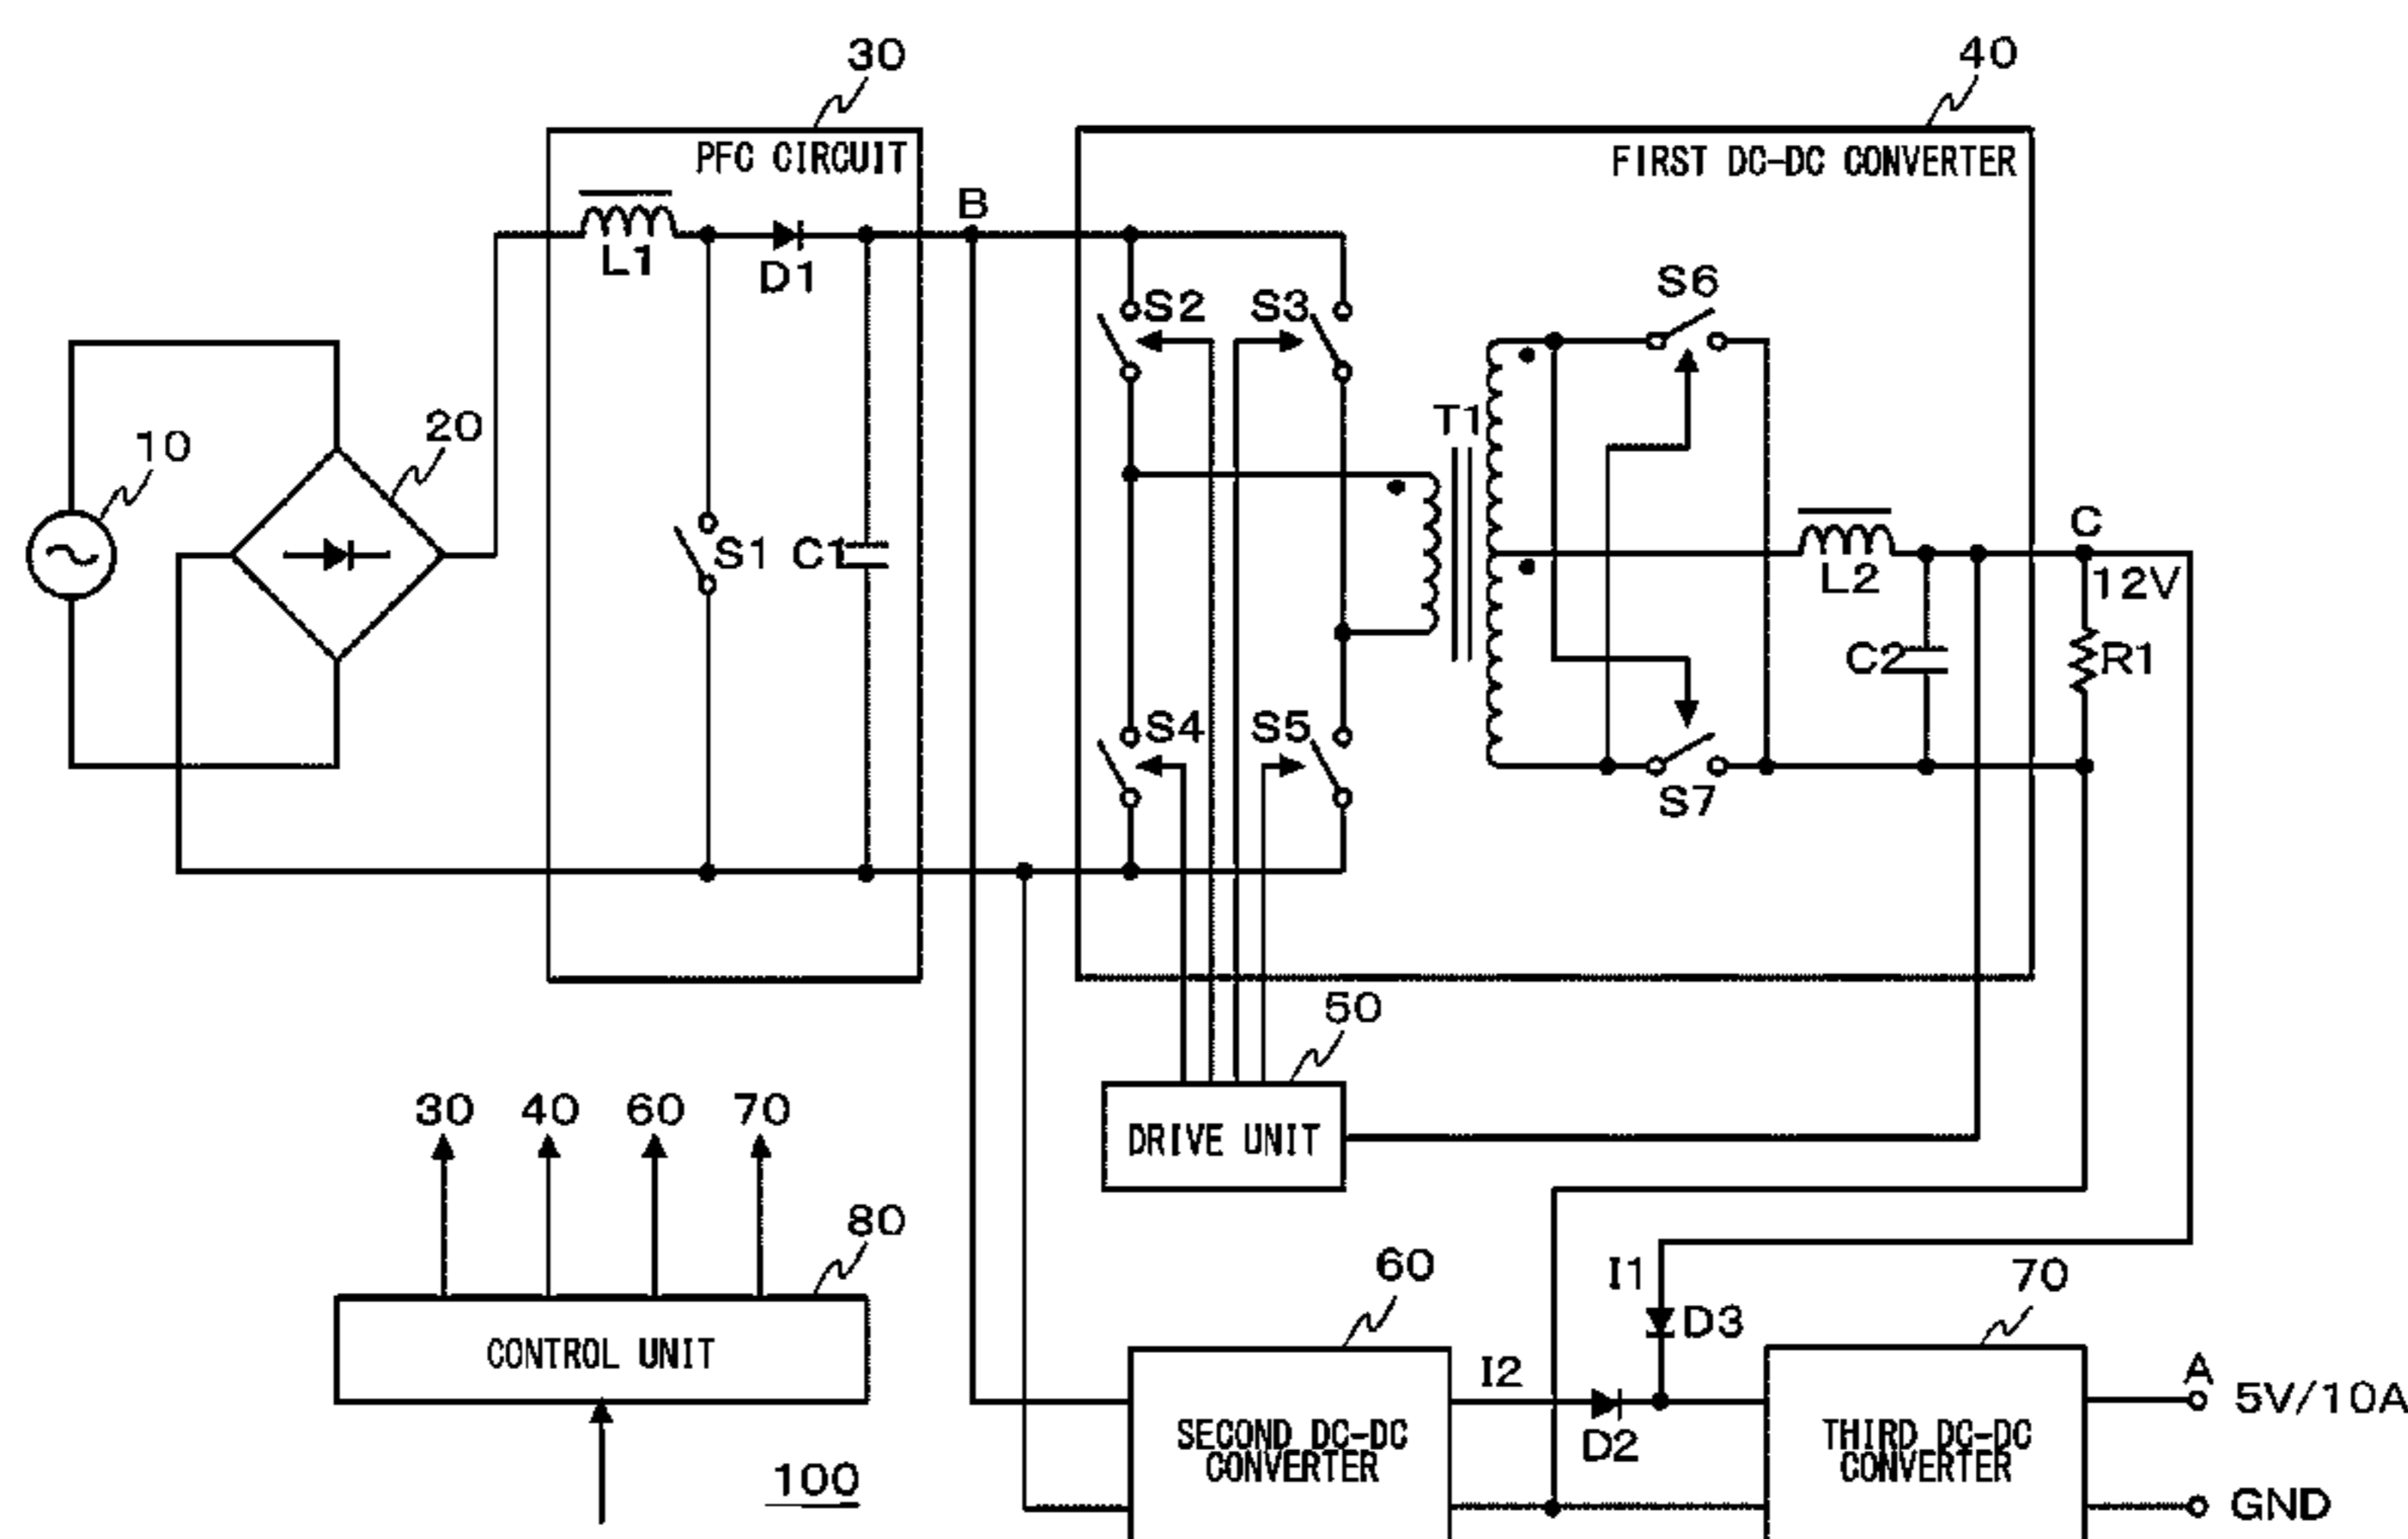 30
40
PFC CIRCUIT
FIRST DC-DC CONVERTER
B
L1
D1
S2
S3
S6
10
20
T1
S1
C1
C
12V
L2
C2
R1
S4
S5
S7
50
30
40
60
70
DRIVE UNIT
80
60
I1
70
D3
CONTROL UNIT
I2
A
5V/10A
D2
SECOND DC-DC
CONVERTER
THIRD DC-DC
CONVERTER
100
GND